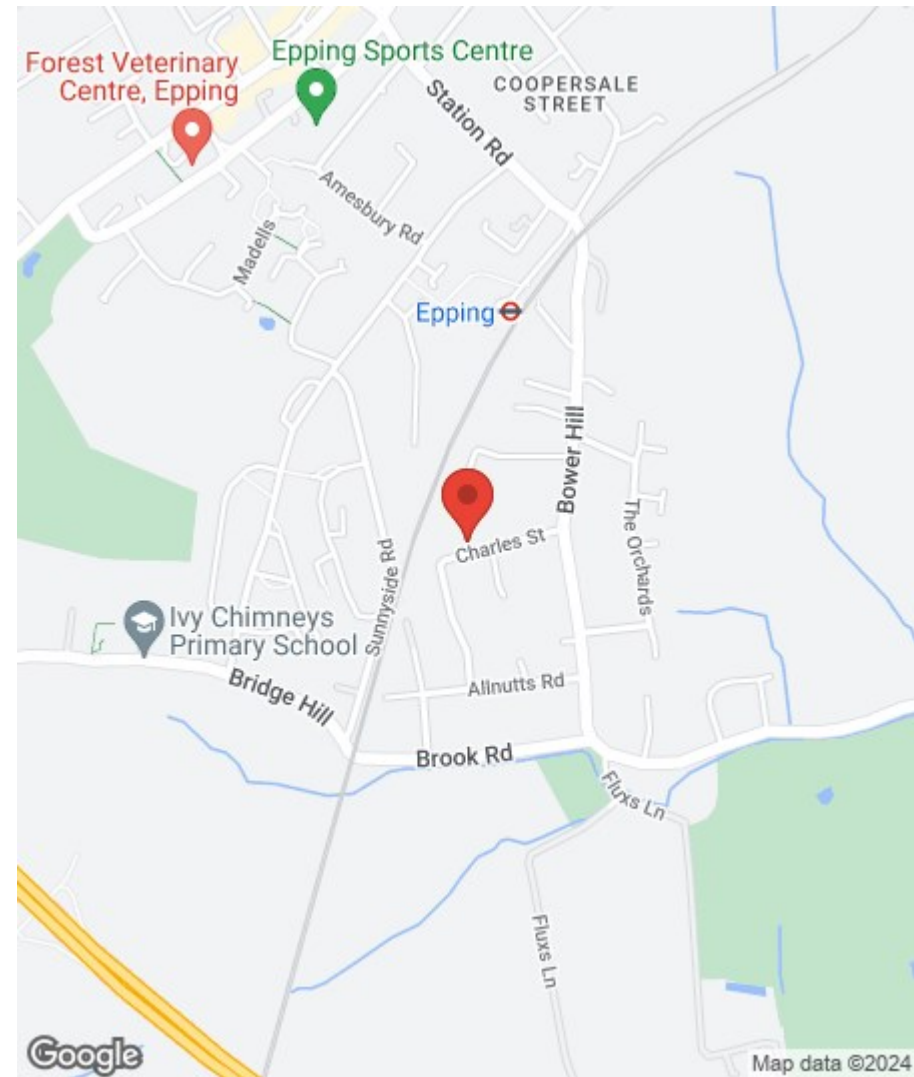 Epping Sports Centre
Forest Veterinary
Centre, Epping
COOPERSALE
STREET
Station Rd
Amesbury Rd
Madells
Epping
Bower Hill
The Orchards
Charles St
Sunnyside Rd
Ivy Chimneys
Primary School
Allnutts Rd
Bridge Hill
Brook Rd
Fluxs Ln
Fluxs Ln
Google
Map data ©2024